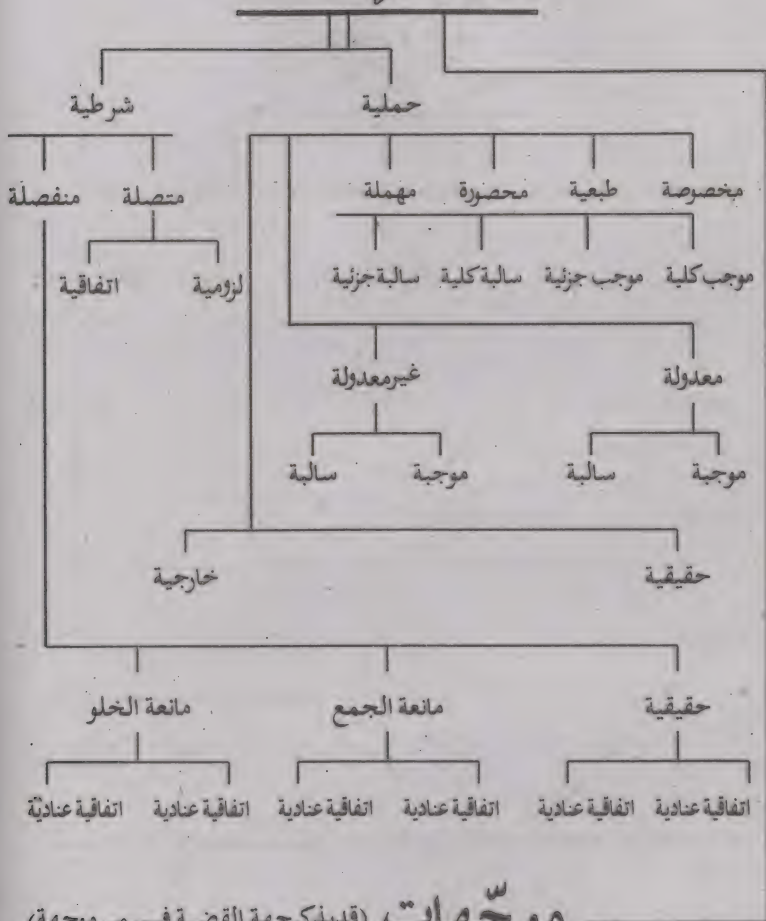 حملية شرطية
مخصوصة طبعية محصورة مهملة متصلة منفصلة
موجب كلية موجب جزئية سالبة كلية سالبة جزئية لزومية اتفاقية
معدولة غير معدولة
موجبة سالبة موجبة سالبة
حقيقية خارجية
حقيقية مانعة الجمع مانعة الخلو
اتفاقية عنادية اتفاقية عنادية اتفاقية عنادية اتفاقية عنادية اتفاقية عنادية اتفاقية عنادية